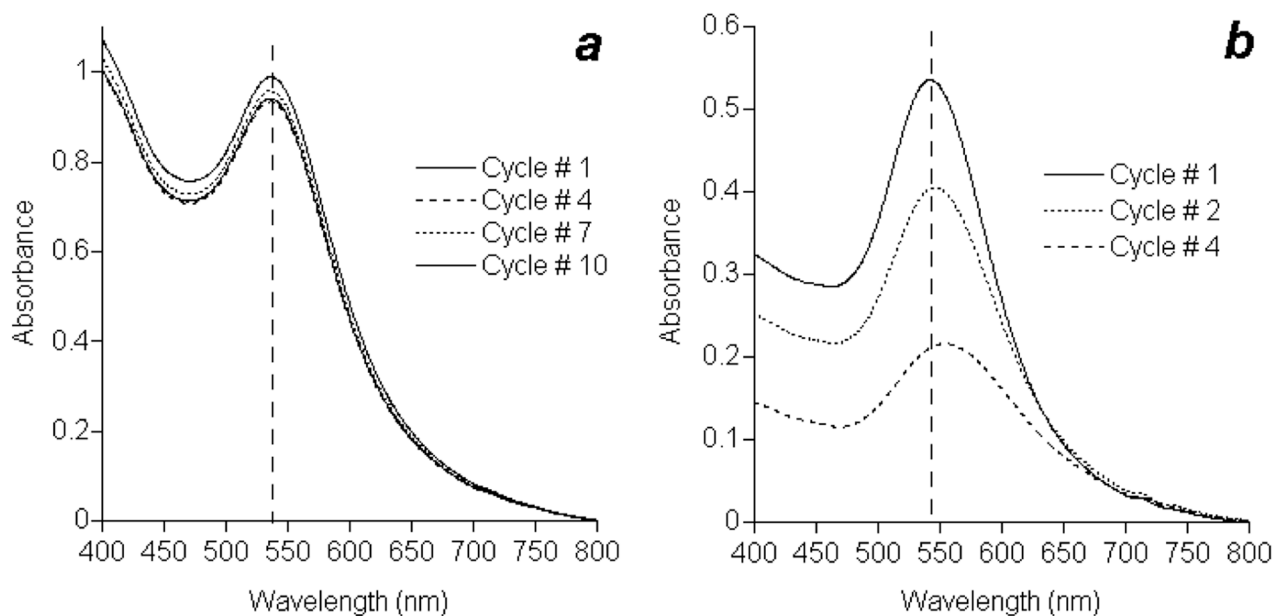 a
Absorbance
1
0.8
0.6
0.4
0.2
0
400 450 500 550 600 650 700 750 800
Wavelength (nm)
Cycle # 1
Cycle # 4
Cycle # 7
Cycle # 10
b
Absorbance
0.6
0.5
0.4
0.3
0.2
0.1
0
400 450 500 550 600 650 700 750 800
Wavelength (nm)
Cycle # 1
Cycle # 2
Cycle # 4